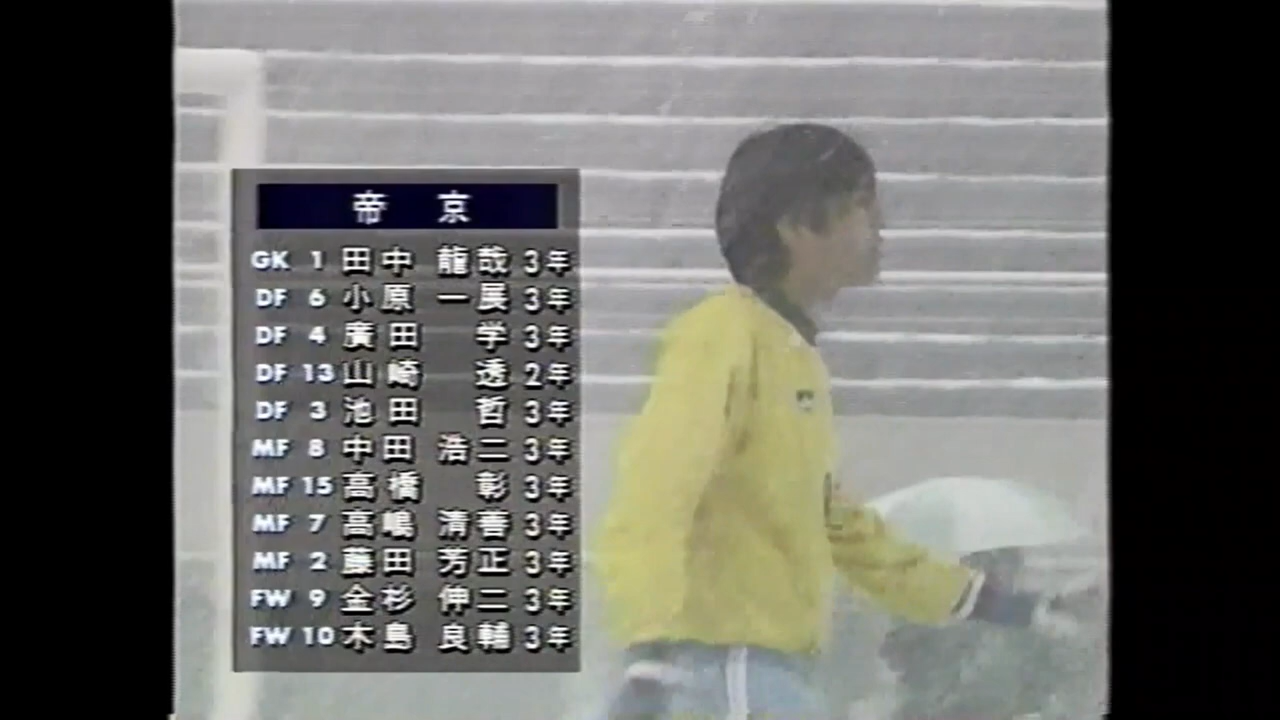 帝京
GK 1 田中 龍哉 3年
DF 6 小原 一展 3年
DF 4 廣田 学 3年
DF 13 山崎 透 2年
DF 3 池田 哲 3年
MF 8 中田 浩二 3年
MF 15 高橋 彰 3年
MF 7 高嶋 清善 3年
MF 2 藤田 芳正 3年
FW 9 金杉 伸二 3年
FW 10 木島 良輔 3年